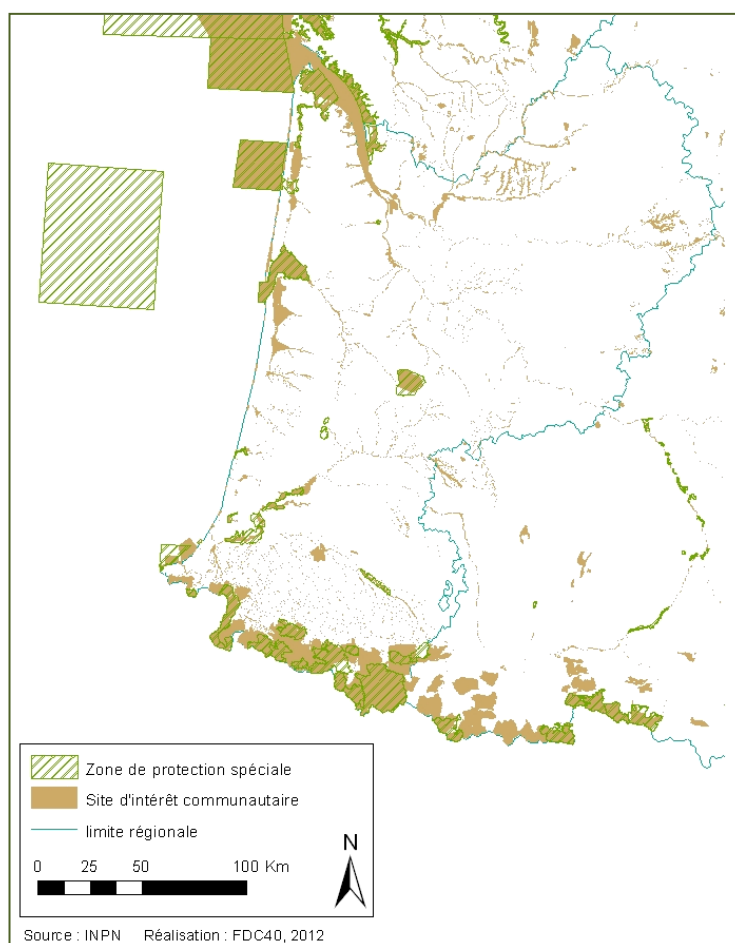 Zone de protection spéciale
Site d'intérêt communautaire
limite régionale
N
0 25 50 100 Km
Source : INPN Réalisation : FDC40, 2012